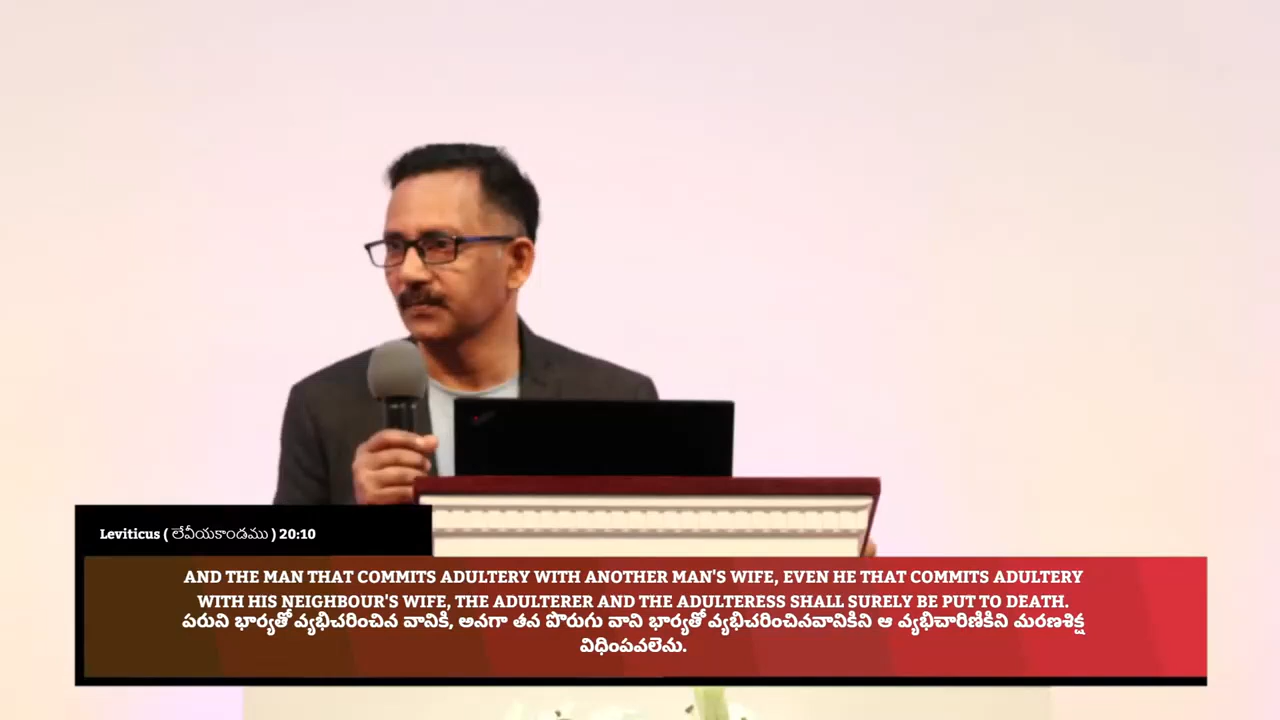 Leviticus ( లేవీయకాండము ) 20:10
AND THE MAN THAT COMMITS ADULTERY WITH ANOTHER MAN'S WIFE, EVEN HE THAT COMMITS ADULTERY
WITH HIS NEIGHBOUR'S WIFE, THE ADULTERER AND THE ADULTERESS SHALL SURELY BE PUT TO DEATH.
పరుని భార్యతో వ్యభిచరించిన వానికి, అనగా తన పొరుగు వాని భార్యతో వ్యభిచరించినవానికిని ఆ వ్యభిచారిణికిని మరణశిక్ష
విధింపవలెను.